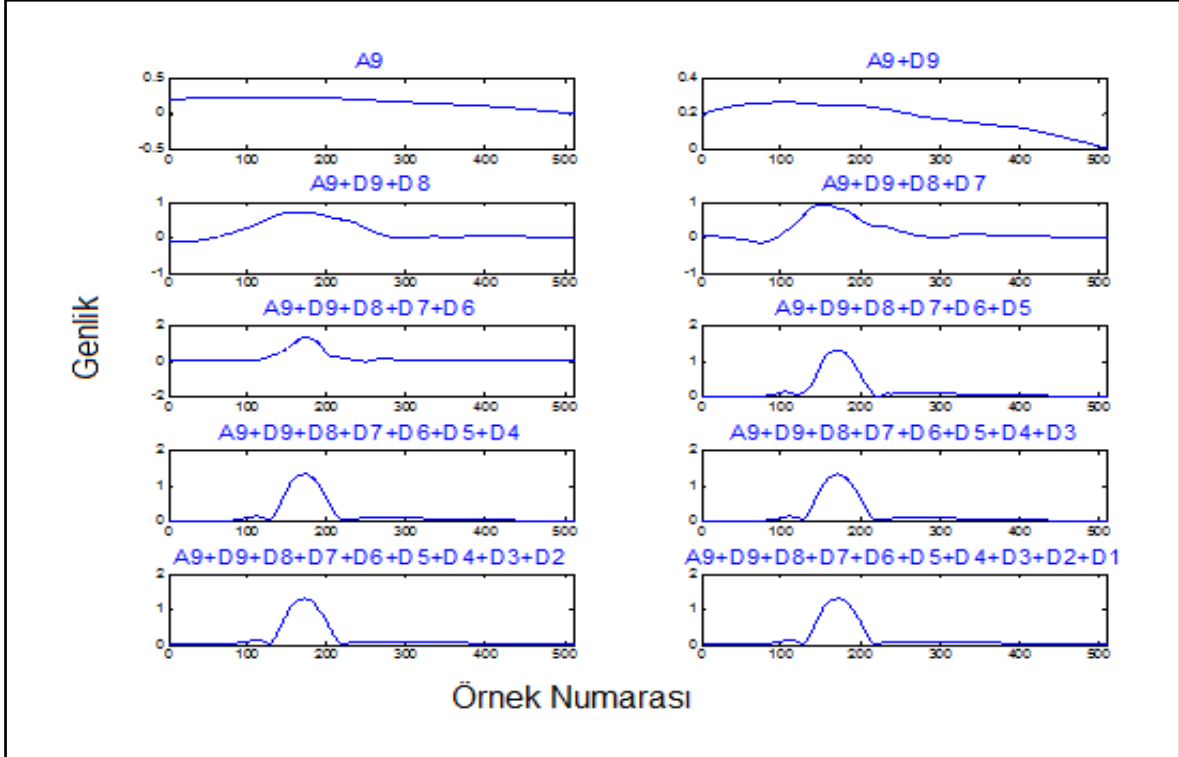 A9
0.5
0
-0.5
0 100 200 300 400 500
A9+D9
0.4
0.2
0
0 100 200 300 400 500
A9+D9+D8
1
0
-1
0 100 200 300 400 500
A9+D9+D8+D7
1
0
-1
0 100 200 300 400 500
A9+D9+D8+D7+D6
2
0
-2
0 100 200 300 400 500
A9+D9+D8+D7+D6+D5
2
1
0
0 100 200 300 400 500
A9+D9+D8+D7+D6+D5+D4
2
1
0
0 100 200 300 400 500
A9+D9+D8+D7+D6+D5+D4+D3
2
1
0
0 100 200 300 400 500
A9+D9+D8+D7+D6+D5+D4+D3+D2
2
1
0
0 100 200 300 400 500
A9+D9+D8+D7+D6+D5+D4+D3+D2+D1
2
1
0
0 100 200 300 400 500
Genlik
Örnek Numarası